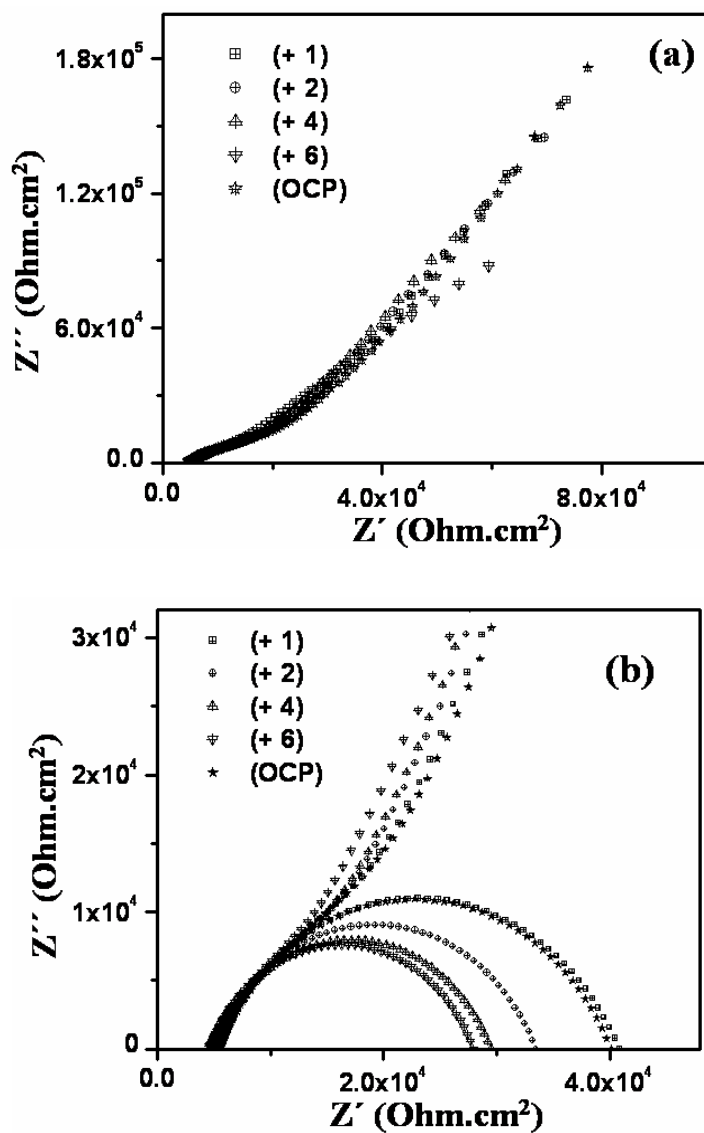 (a)
1.8x10⁵
1.2x10⁵
6.0x10⁴
0.0
Z´´ (Ohm.cm²)
(+ 1)
(+ 2)
(+ 4)
(+ 6)
(OCP)
0.0
4.0x10⁴
8.0x10⁴
Z´ (Ohm.cm²)
(b)
3x10⁴
2x10⁴
1x10⁴
0
Z´´ (Ohm.cm²)
(+ 1)
(+ 2)
(+ 4)
(+ 6)
(OCP)
0.0
2.0x10⁴
4.0x10⁴
Z´ (Ohm.cm²)